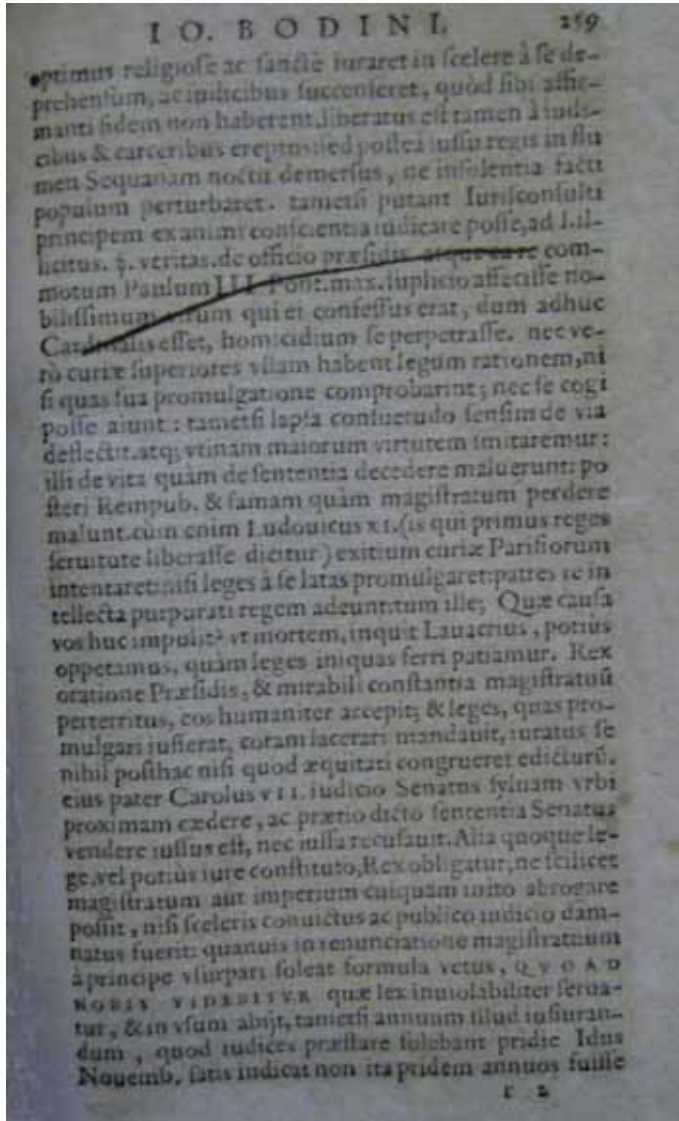 IO. BODINI. 259
optimus religiose ac sanctè iuraret in scelere à se de-
prehensum, ac iudicibus succenseret, quòd sibi affir-
manti fidem non haberent. liberatus est tamen à iudi-
cibus & carceribus ereptus: sed posteà iussu regis in flu
men Sequanam noctu demersus, ne insolentia facti
populum perturbaret. tametsi putant Iurisconsulti
principem ex animi conscientia iudicare posse, ad l. il-
licitus. §. veritas. de officio præsidis. atque ea re com-
motum Paulum III. Pont. max. suplicio affecisse no-
bilissimum virum qui et confessus erat, dum adhuc
Cardinalis esset, homicidium se perpetrasse. nec ve-
rò curiæ superiores vllam habent legum rationem, ni
si quas sua promulgatione comprobarint; nec se cogi
posse aiunt: tametsi lapsa consuetudo sensim de via
deflectit. atq; vtinam maiorum virtutem imitaremur:
illi de vita quàm de sententia decedere maluerunt: po
steri Rempub. & famam quàm magistratum perdere
malunt. cùm enim Ludouicus XI. (is qui primus reges
seruitute liberasse dicitur) exitium curiæ Parisiorum
intentaret: nisi leges à se latas promulgaret: patres re in
tellecta purpurati regem adeunt: tum ille; Quæ causa
vos huc impulit? vt mortem, inquit Lauacrius, potiùs
oppetamus, quàm leges iniquas ferri patiamur. Rex
oratione Præsidis, & mirabili constantia magistratuũ
perterritus, eos humaniter accepit; & leges, quas pro-
mulgari iusserat, coram lacerari mandauit, iuratus se
nihil posthac nisi quod æquitati congrueret edicturũ.
eius pater Carolus VII. iudicio Senatus syluam vrbi
proximam cædere, ac prætio dicto sententia Senatus
vendere iussus est, nec iussa recusauit. Alia quoque le-
ge, vel potiùs iure constituto, Rex obligatur, ne scilicet
magistratum aut imperium cuiquam inito abrogare
possit, nisi sceleris conuictus ac publico iudicio dam-
natus fuerit: quanuis in renunciatione magistratuum
à principe vsurpari soleat formula vetus, QVOAD
NOBIS VIDEBITVR quæ lex inuiolabiliter serua-
tur, & in vsum abijt, tametsi annuum illud iusiuran-
dum, quod iudices præstare solebant pridie Idus
Nouemb. satis indicat non ita pridem annuos fuisse